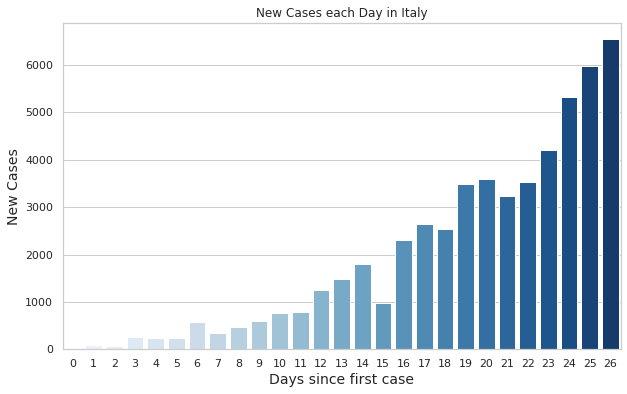 New Cases each Day in Italy
New Cases
6000
5000
4000
3000
2000
1000
0
0 1 2 3 4 5 6 7 8 9 10 11 12 13 14 15 16 17 18 19 20 21 22 23 24 25 26
Days since first case